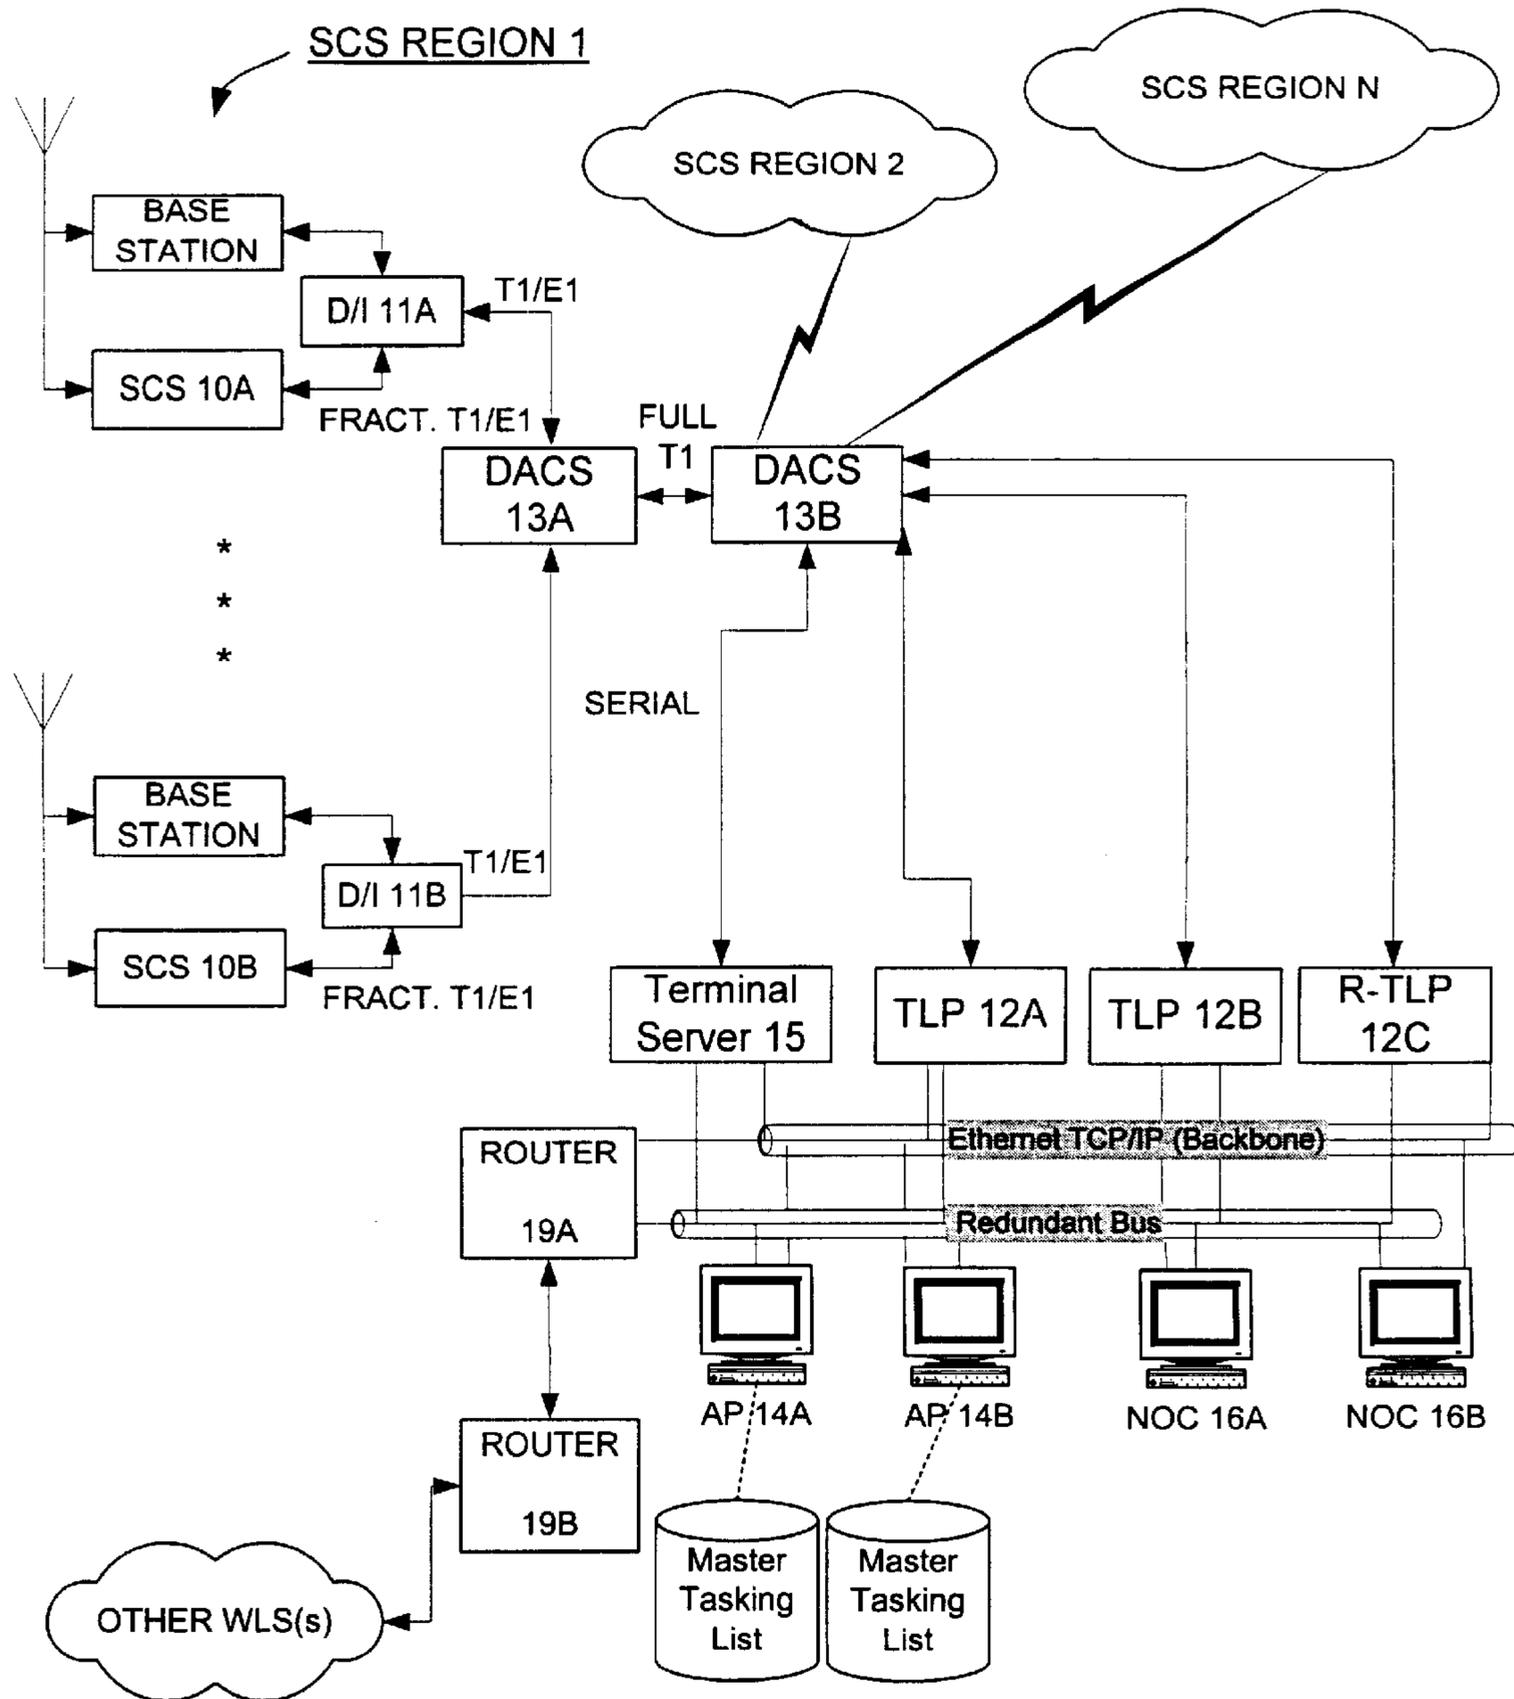 SCS REGION 1
SCS REGION N
SCS REGION 2
BASE
STATION
D/I 11A
T1/E1
SCS 10A
FRACT. T1/E1
FULL
T1
DACS
13A
DACS
13B
*
*
*
SERIAL
BASE
STATION
T1/E1
D/I 11B
SCS 10B
FRACT. T1/E1
Terminal
Server 15
TLP 12A
TLP 12B
R-TLP
12C
Ethernet TCP/IP (Backbone)
ROUTER
19A
Redundant Bus
AP 14A
AP 14B
NOC 16A
NOC 16B
ROUTER
19B
Master
Tasking
List
Master
Tasking
List
OTHER WLS(s)